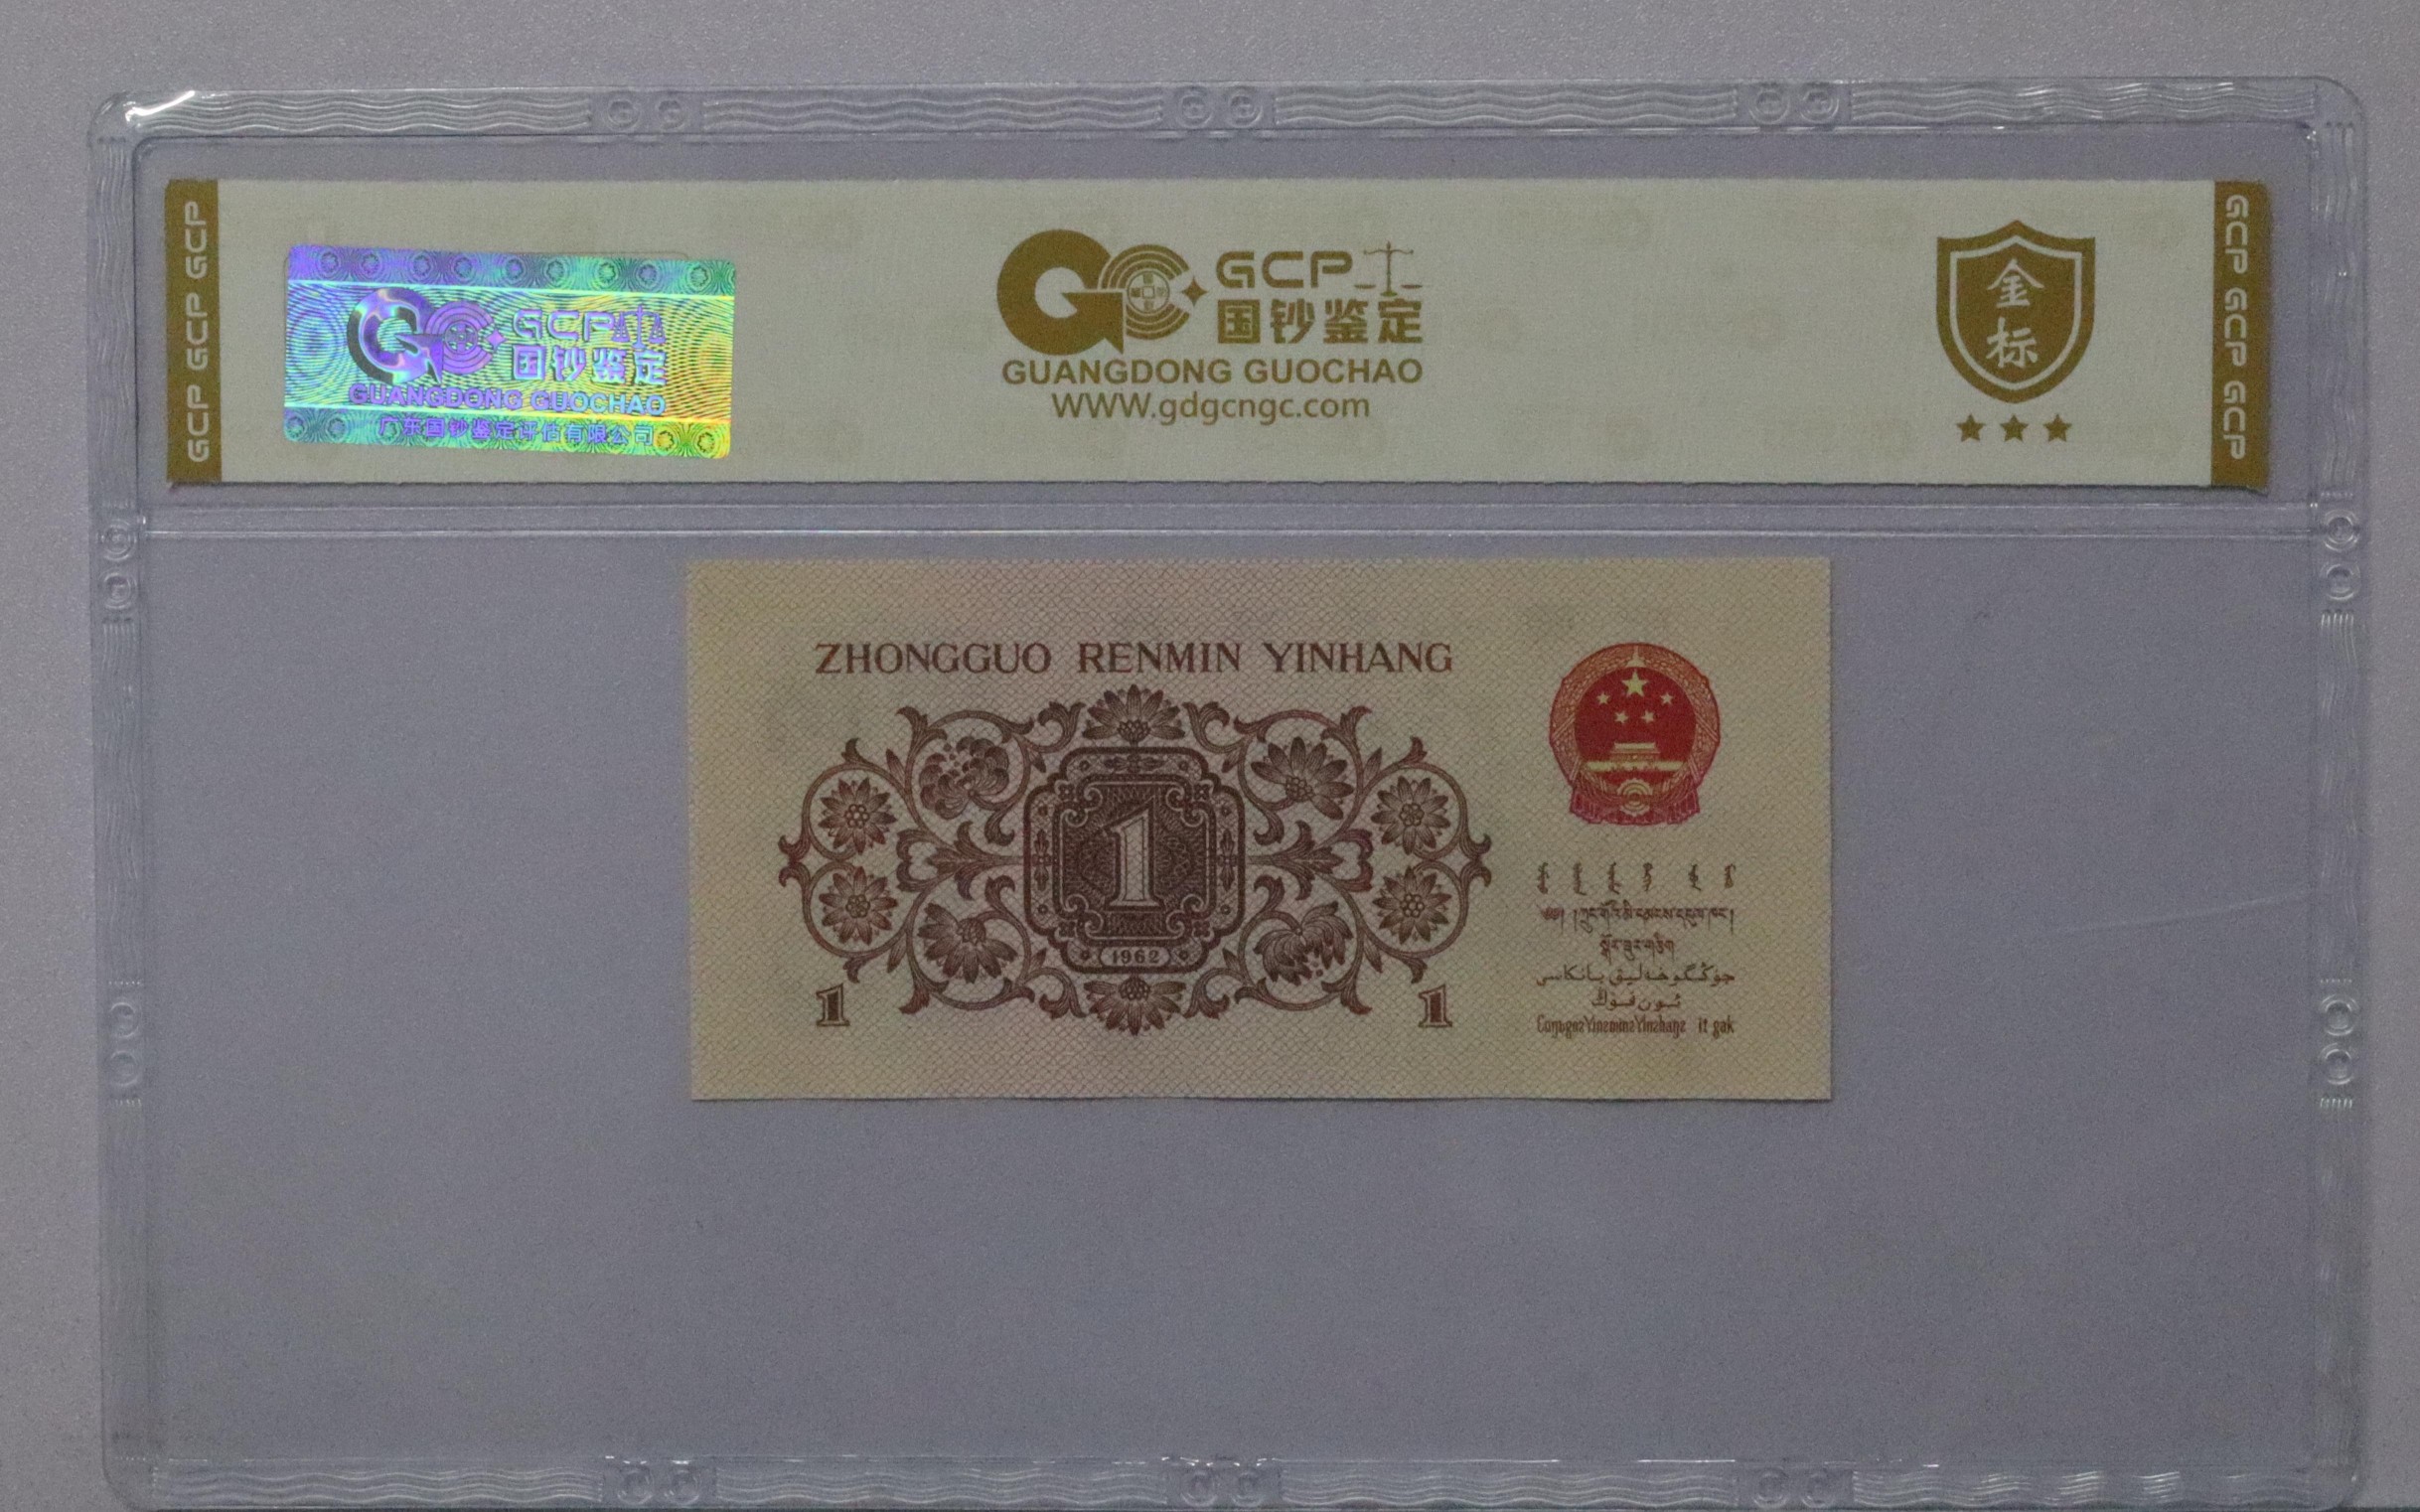 GCP GCP GCP
GCP
国钞鉴定
GUANGDONG GUOCHAO
广东国钞鉴定评估有限公司
GCP
国钞鉴定
GUANGDONG GUOCHAO
WWW.gdgcngc.com
金
标
GCP GCP GCP
ZHONGGUO RENMIN YINHANG
1
1962
1
1
جۇڭگوخەلىق بانكاسى